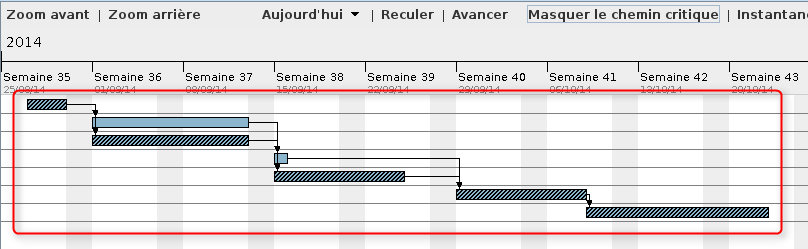 Zoom avant | Zoom arrière Aujourd'hui | Reculer | Avancer Masquer le chemin critique | Instantan
2014
Semaine 35 Semaine 36 Semaine 37 Semaine 38 Semaine 39 Semaine 40 Semaine 41 Semaine 42 Semaine 43
25/08/14 01/09/14 08/09/14 15/09/14 22/09/14 29/09/14 06/10/14 13/10/14 20/10/14